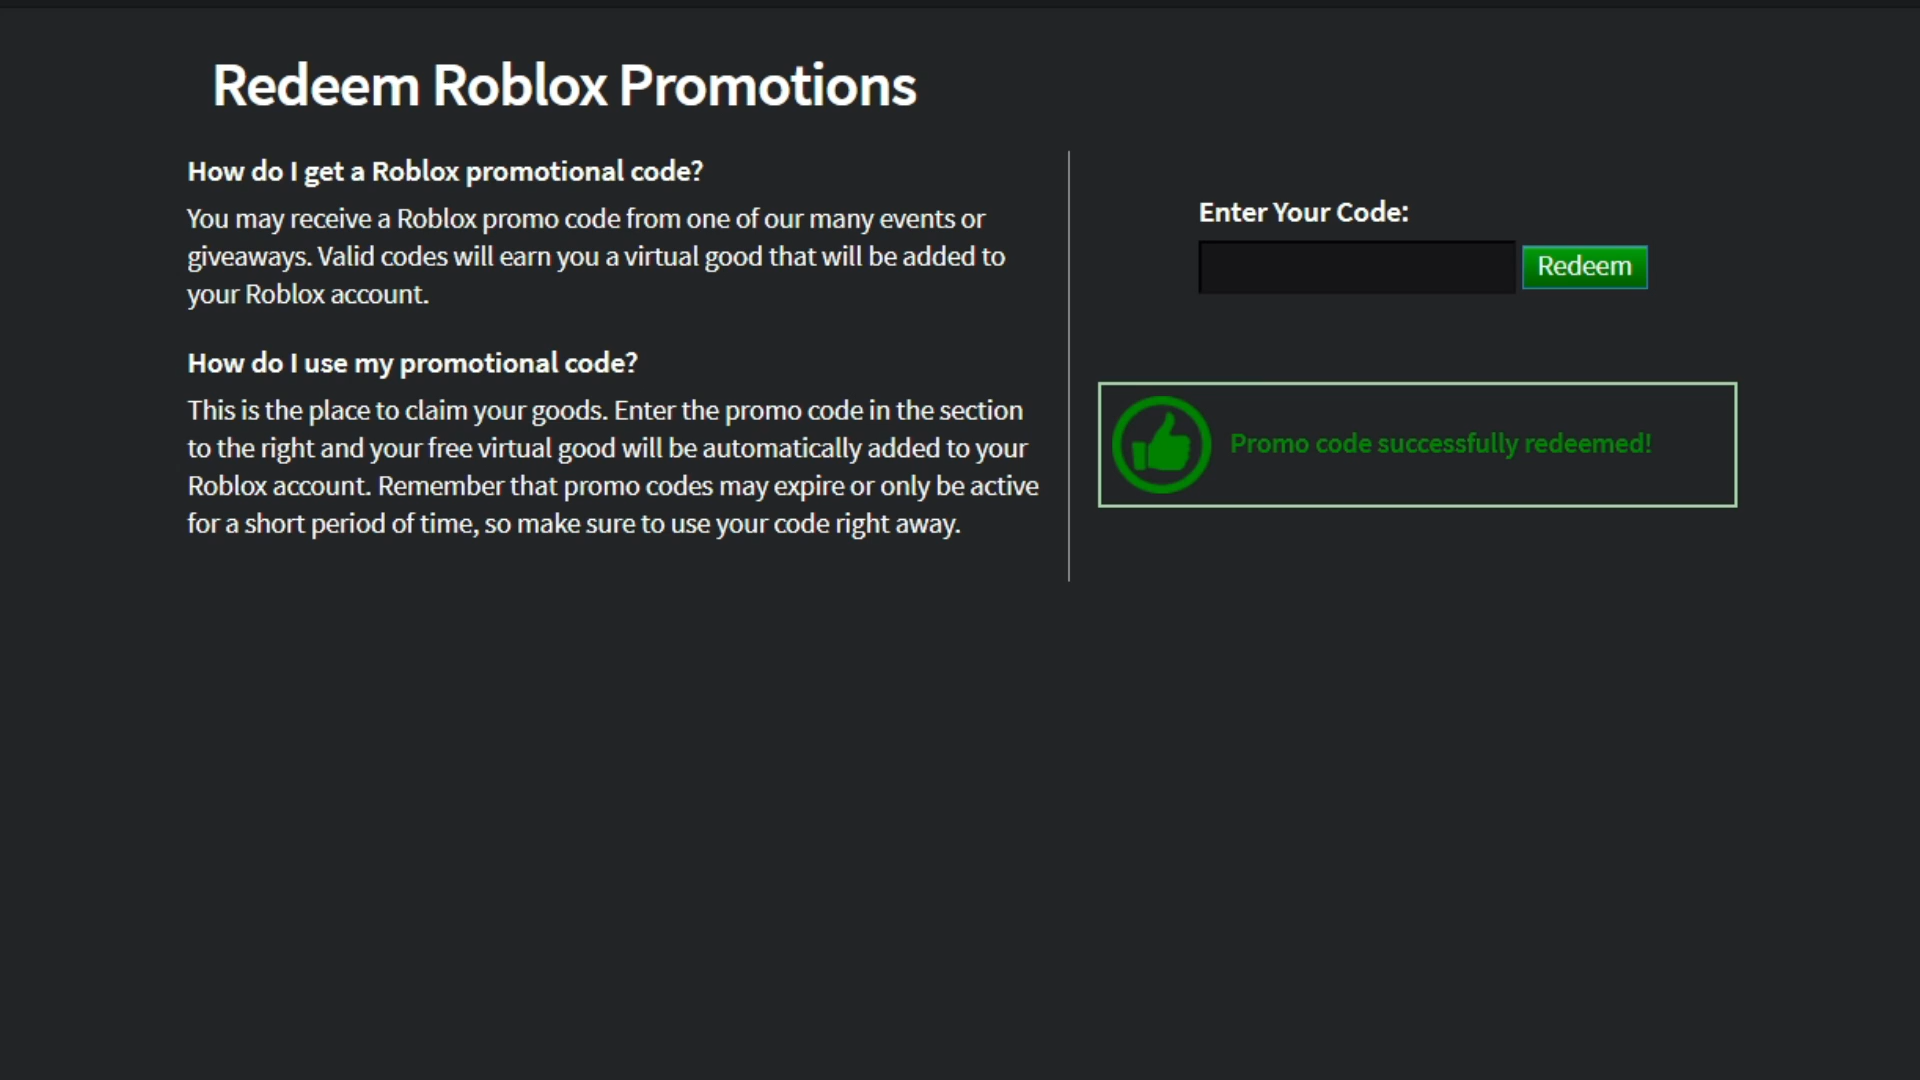 Redeem Roblox Promotions
How do I get a Roblox promotional code?
You may receive a Roblox promo code from one of our many events or
giveaways. Valid codes will earn you a virtual good that will be added to
your Roblox account.
How do I use my promotional code?
This is the place to claim your goods. Enter the promo code in the section
to the right and your free virtual good will be automatically added to your
Roblox account. Remember that promo codes may expire or only be active
for a short period of time, so make sure to use your code right away.
Enter Your Code:
Redeem
Promo code successfully redeemed!